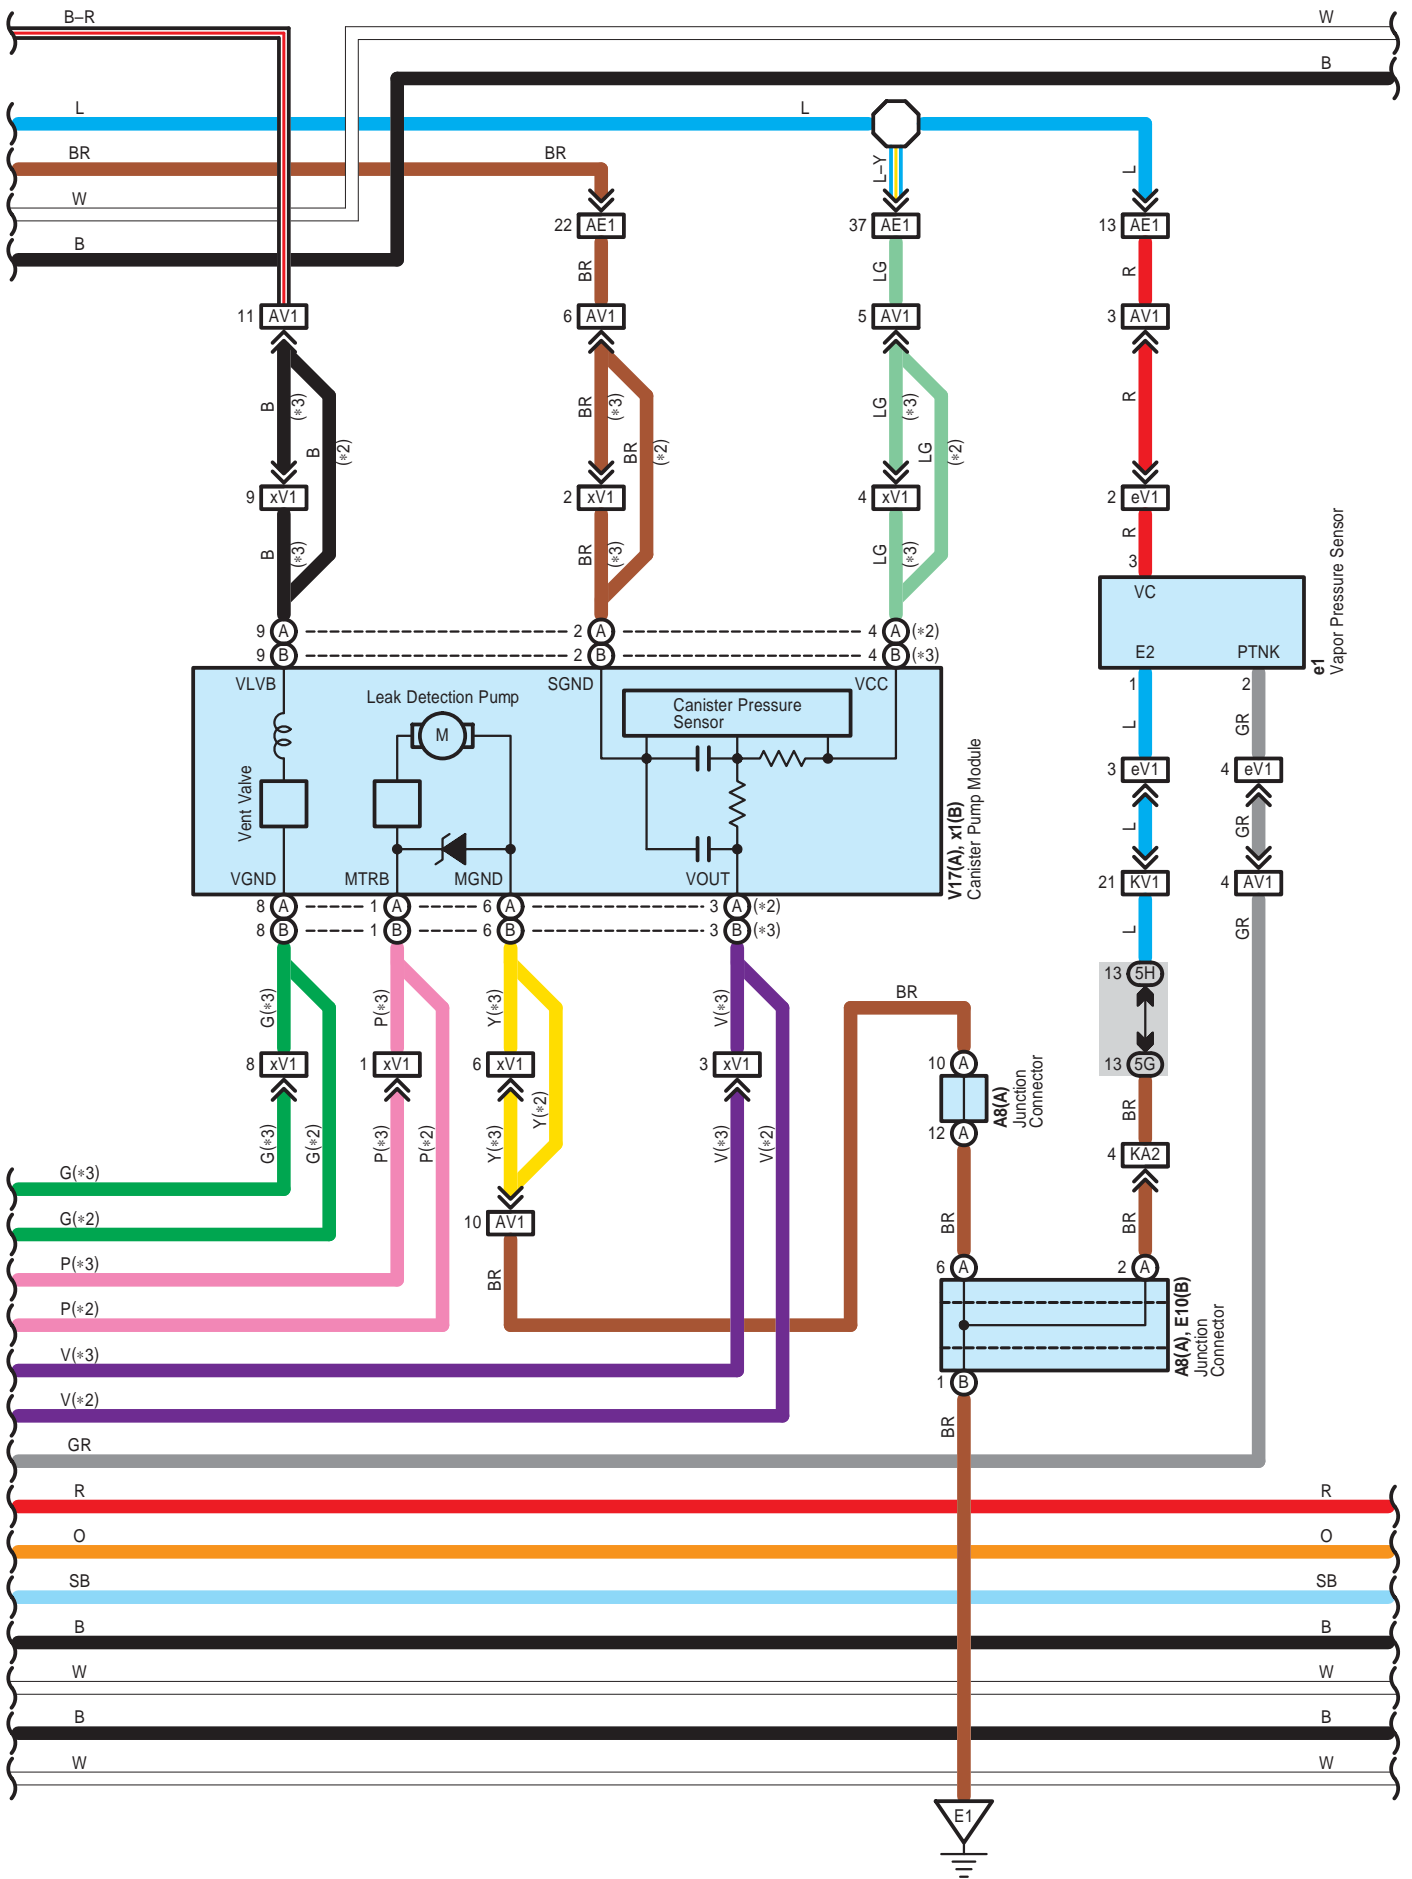 B–R
W
B
L
L
BR
BR
W
B
L–Y
L
22 AE1
37 AE1
13 AE1
BR
LG
R
11 AV1
6 AV1
5 AV1
3 AV1
B
(*3)
B
(*2)
BR
(*3)
BR
(*2)
LG
(*3)
LG
(*2)
R
9 xV1
2 xV1
4 xV1
2 eV1
B
(*3)
BR
(*3)
LG
(*3)
R
3
9 A 2 A 4 A (*2)
9 B 2 B 4 B (*3)
VC
E2
PTNK
e1
Vapor Pressure Sensor
VLVB
SGND
VCC
Leak Detection Pump
M
Canister Pressure
Sensor
Vent Valve
VGND
MTRB
MGND
VOUT
V17(A), x1(B)
Canister Pump Module
1
2
L
GR
3 eV1
4 eV1
L
GR
21 KV1
4 AV1
L
GR
8 A 1 A 6 A 3 A (*2)
8 B 1 B 6 B 3 B (*3)
G(*3)
P(*3)
Y(*3)
V(*3)
BR
13 5H
13 5G
8 xV1
1 xV1
6 xV1
3 xV1
10 A
A8(A)
Junction
Connector
12 A
G(*3)
G(*2)
P(*3)
P(*2)
Y(*3)
Y(*2)
V(*3)
V(*2)
BR
4 KA2
BR
BR
10 AV1
BR
6 A
2 A
A8(A), E10(B)
Junction
Connector
1 B
BR
G(*3)
G(*2)
P(*3)
P(*2)
V(*3)
V(*2)
GR
R
R
O
O
SB
SB
B
B
W
W
B
B
W
W
E1